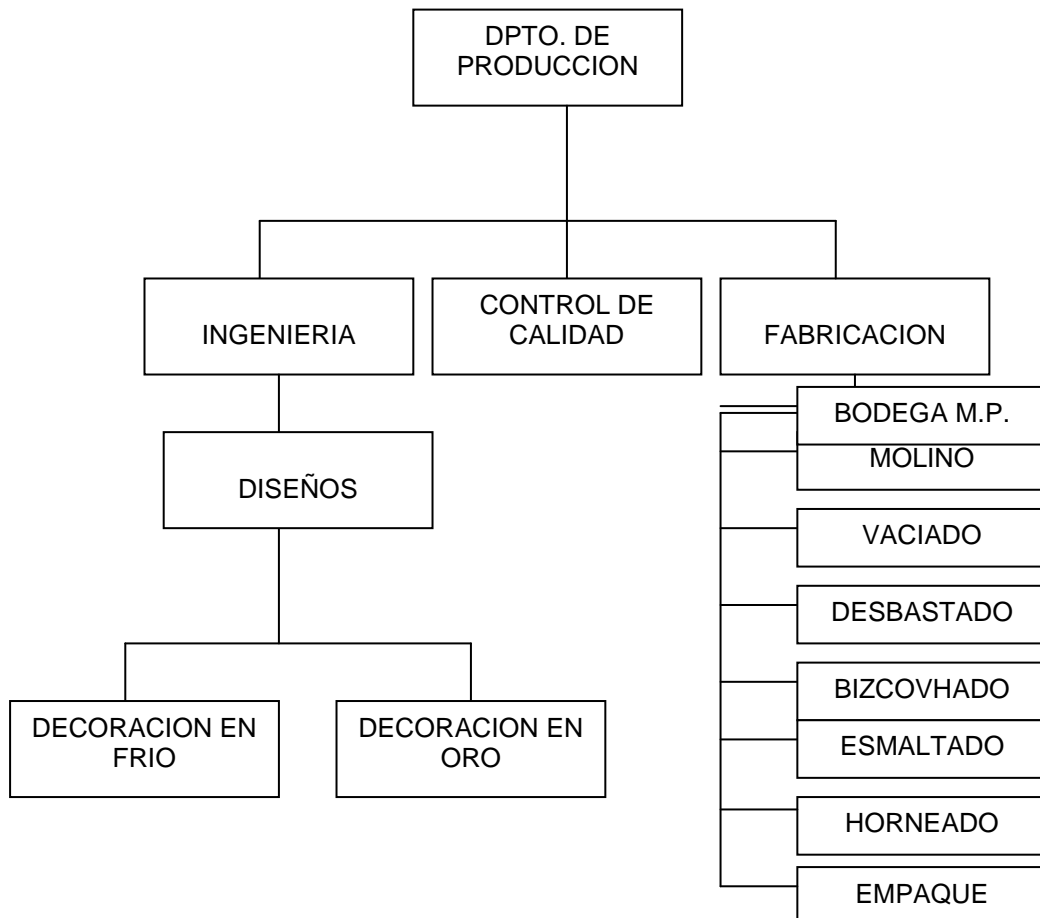 DPTO. DE
PRODUCCION
INGENIERIA
CONTROL DE
CALIDAD
FABRICACION
BODEGA M.P.
MOLINO
DISEÑOS
VACIADO
DESBASTADO
BIZCOVHADO
DECORACION EN
FRIO
DECORACION EN
ORO
ESMALTADO
HORNEADO
EMPAQUE